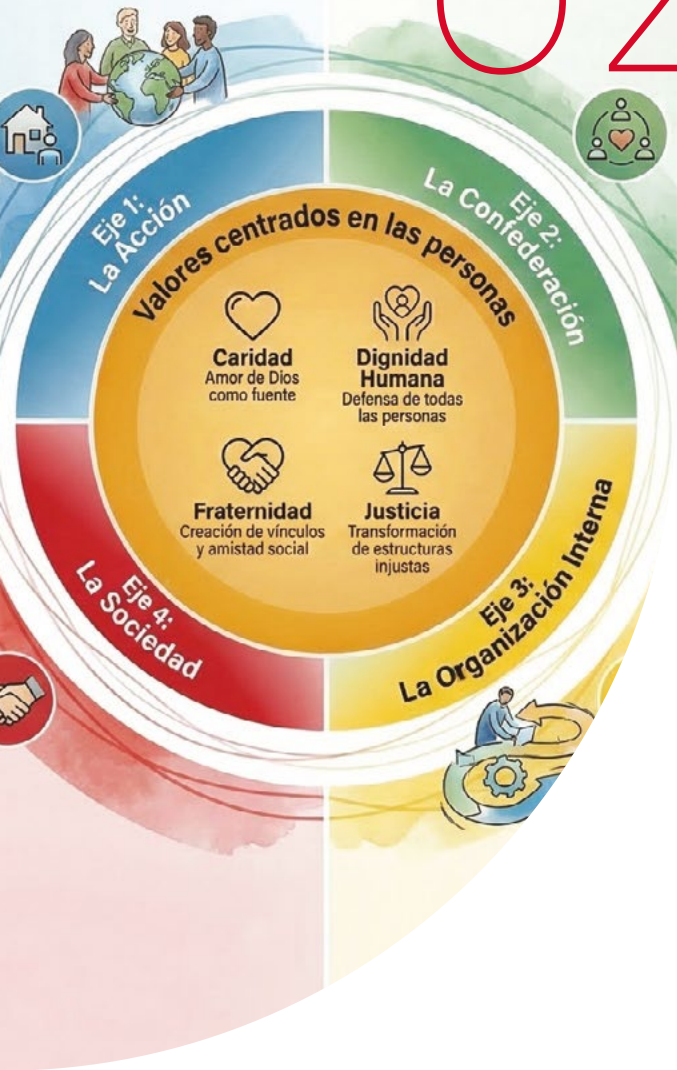 02
Eje 1:
La Acción
Eje 2:
La Confederación
Valores centrados en las personas
Caridad
Amor de Dios
como fuente
Dignidad
Humana
Defensa de todas
las personas
Fraternidad
Creación de vínculos
y amistad social
Justicia
Transformación
de estructuras
injustas
Eje 4:
La Sociedad
Eje 3:
La Organización Interna